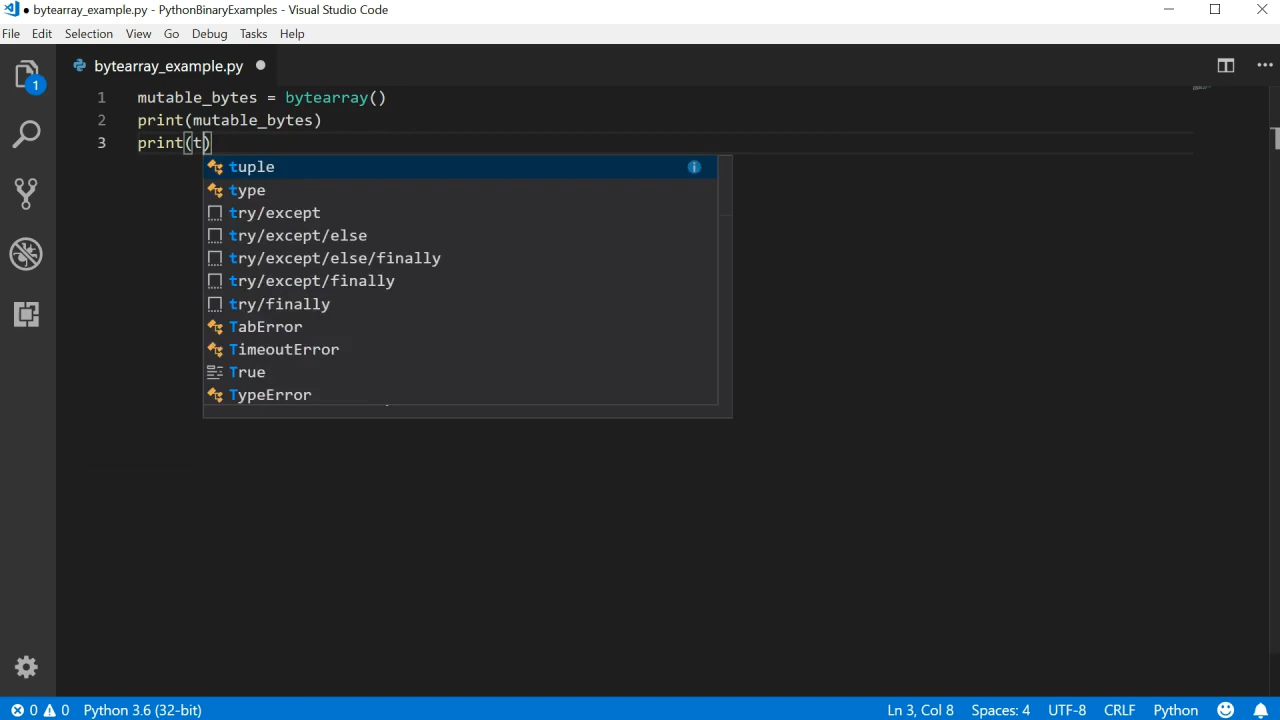 ● bytearray_example.py - PythonBinaryExamples - Visual Studio Code
File Edit Selection View Go Debug Tasks Help
1
bytearray_example.py ●
1 mutable_bytes = bytearray()
2 print(mutable_bytes)
3 print(t)
tuple
type
try/except
try/except/else
try/except/else/finally
try/except/finally
try/finally
TabError
TimeoutError
True
TypeError
0 0 Python 3.6 (32-bit) Ln 3, Col 8 Spaces: 4 UTF-8 CRLF Python